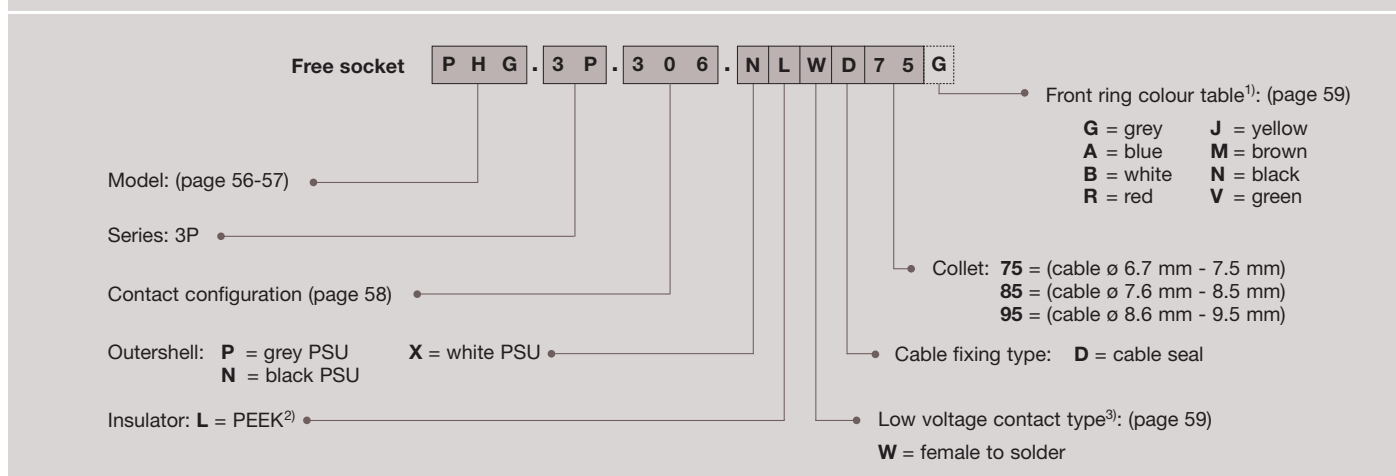 Free socket P H G . 3 P . 3 0 6 . N L W D 7 5 G
Front ring colour table1): (page 59)
G = grey J = yellow
A = blue M = brown
B = white N = black
R = red V = green
Model: (page 56-57)
Series: 3P
Contact configuration (page 58)
Collet: 75 = (cable ø 6.7 mm - 7.5 mm)
85 = (cable ø 7.6 mm - 8.5 mm)
95 = (cable ø 8.6 mm - 9.5 mm)
Outershell: P = grey PSU X = white PSU
N = black PSU
Cable fixing type: D = cable seal
Insulator: L = PEEK2)
Low voltage contact type3): (page 59)
W = female to solder